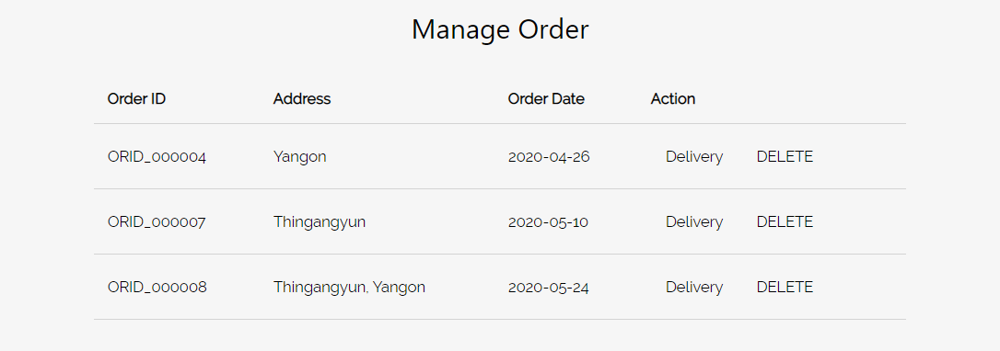 Manage Order
Order ID Address Order Date Action
ORID_000004 Yangon 2020-04-26 Delivery DELETE
ORID_000007 Thingangyun 2020-05-10 Delivery DELETE
ORID_000008 Thingangyun, Yangon 2020-05-24 Delivery DELETE